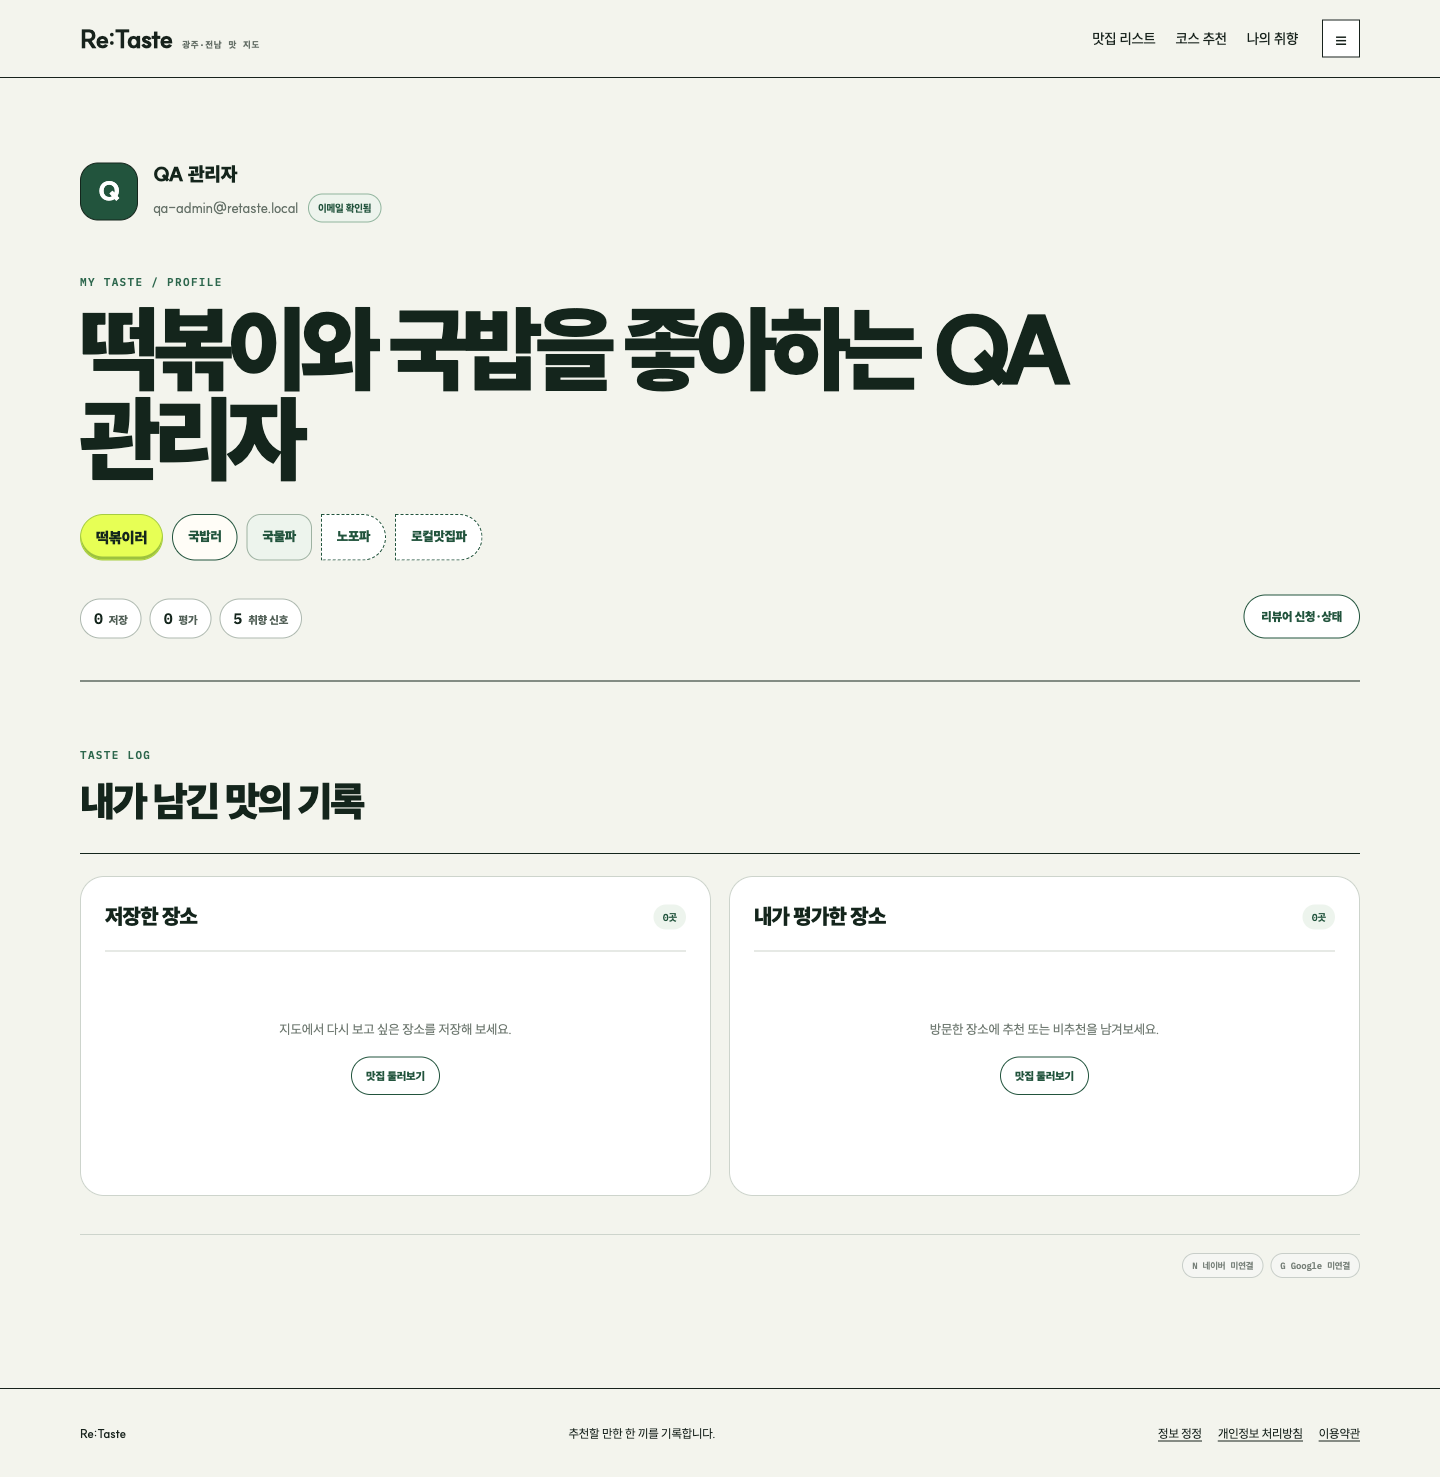 Re:Taste 광주·전남 맛 지도
맛집 리스트 코스 추천 나의 취향
Q
QA 관리자
qa-admin@retaste.local 이메일 확인됨
MY TASTE / PROFILE
떡볶이와 국밥을 좋아하는 QA
관리자
떡볶이러 국밥러 국물파 노포파 로컬맛집파
0 저장 0 평가 5 취향 신호
리뷰어 신청·상태
TASTE LOG
내가 남긴 맛의 기록
저장한 장소 0곳
지도에서 다시 보고 싶은 장소를 저장해 보세요.
맛집 둘러보기
내가 평가한 장소 0곳
방문한 장소에 추천 또는 비추천을 남겨보세요.
맛집 둘러보기
N 네이버 미연결 G Google 미연결
Re:Taste
추천할 만한 한 끼를 기록합니다.
정보 정정 개인정보 처리방침 이용약관